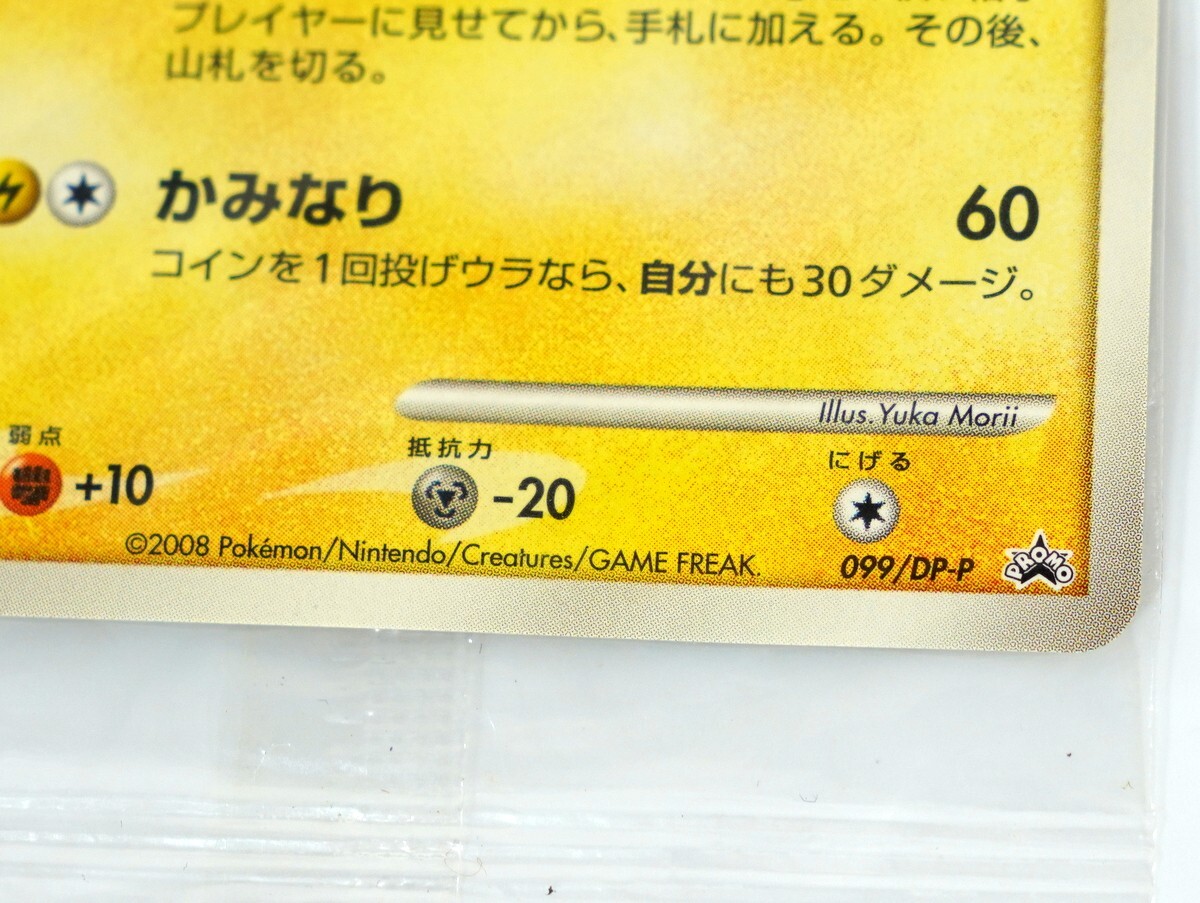 プレイヤーに見せてから、手札に加える。その後、
山札を切る。
かみなり 60
コインを1回投げウラなら、自分にも30ダメージ。
Illus. Yuka Morii
弱点 抵抗力 にげる
+10 -20
©2008 Pokémon/Nintendo/Creatures/GAME FREAK. 099/DP-P PROMO